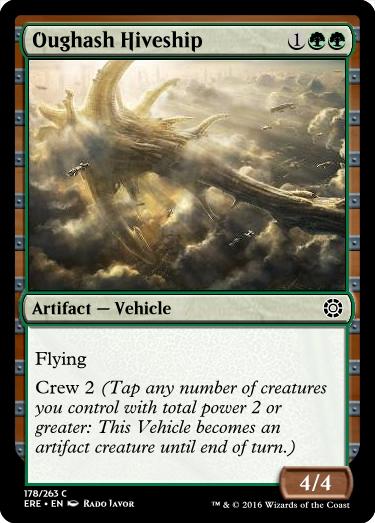 Oughash Hiveship 1
Artifact — Vehicle
Flying
Crew 2 (Tap any number of creatures
you control with total power 2 or
greater: This Vehicle becomes an
artifact creature until end of turn.)
4/4
178/263 C
ERE • EN Rado Javor
™ & © 2016 Wizards of the Coast